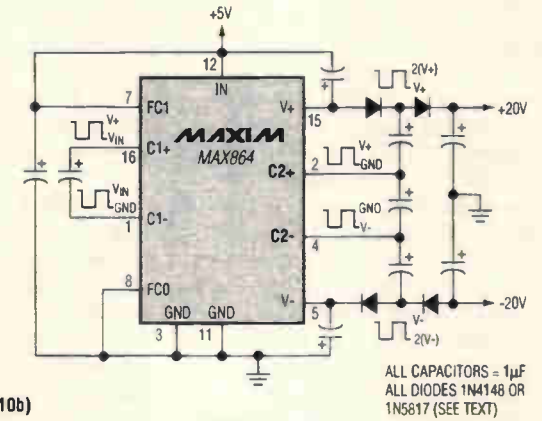 +5V
12
IN
7
FC1
V+
15
2(V+)
V+
+20V
V+
VIN
16
C1+
MAXIM
MAX864
C2+
2
V+
GND
VIN
GND
1
C1-
C2-
4
GND
V-
8
FC0
V-
5
V-
2(V-)
-20V
GND
GND
3
11
ALL CAPACITORS = 1µF
ALL DIODES 1N4148 OR
1N5817 (SEE TEXT)
10b)